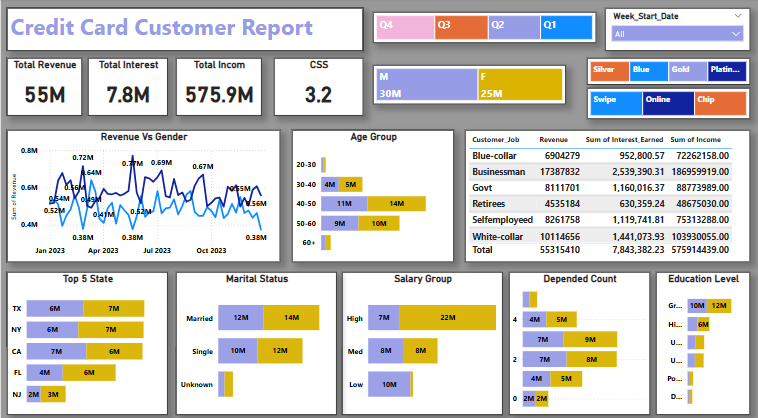 Credit Card Customer Report
Q4 Q3 Q2 Q1
Week_Start_Date
All
Total Revenue
55M
Total Interest
7.8M
Total Incom
575.9M
CSS
3.2
M
30M
F
25M
Silver Blue Gold Platin...
Swipe Online Chip
Revenue Vs Gender
Sum of Revenue
0.8M
0.6M
0.4M
0.72M
0.77M
0.69M
0.67M
0.64M
0.56M
0.55M
0.54M
0.49M
0.56M
0.52M
0.41M
0.52M
0.38M
0.38M
0.38M
Jan 2023 Apr 2023 Jul 2023 Oct 2023
Age Group
20-30
30-40 4M 5M
40-50 11M 14M
50-60 9M 10M
60+
Customer_Job Revenue Sum of Interest_Earned Sum of Income
Blue-collar 6904279 952,800.57 72262158.00
Businessman 17387832 2,539,390.31 186959919.00
Govt 8111701 1,160,016.37 88773989.00
Retirees 4535184 630,359.24 48675030.00
Selfemployeed 8261758 1,119,741.81 75313288.00
White-collar 10114656 1,441,073.93 103930055.00
Total 55315410 7,843,382.23 575914439.00
Top 5 State
TX 6M 7M
NY 6M 7M
CA 7M 6M
FL 4M 6M
NJ 2M 3M
Marital Status
Married 12M 14M
Single 10M 12M
Unknown
Salary Group
High 7M 22M
Med 8M 8M
Low 10M
Depended Count
4 4M 5M
7M 9M
2 7M 8M
4M 5M
0 2M 2M
Education Level
Gr... 10M 12M
Hi... 6M
U...
U...
Po...
D...